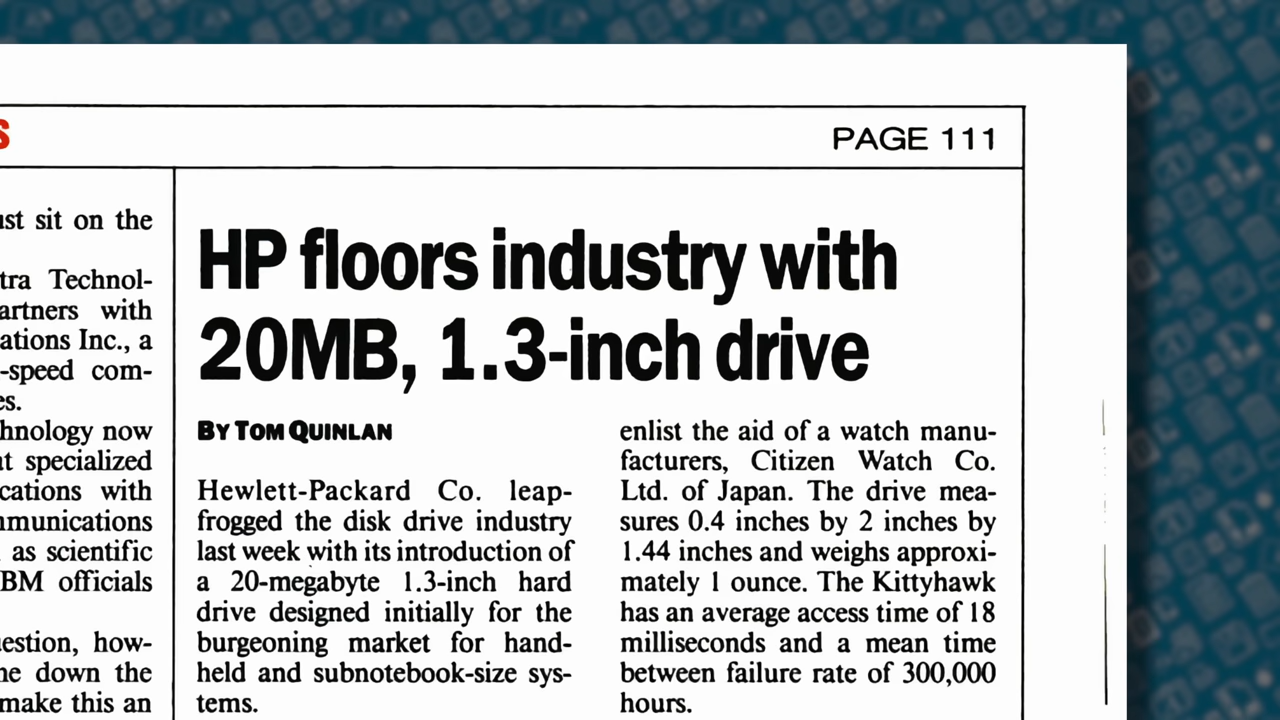 PAGE 111
ust sit on the
tra Technol-
artners with
ations Inc., a
-speed com-
es.
hnology now
at specialized
cations with
mmunications
as scientific
BM officials
estion, how-
me down the
make this an
HP floors industry with
20MB, 1.3-inch drive
BY TOM QUINLAN
Hewlett-Packard Co. leap-
frogged the disk drive industry
last week with its introduction of
a 20-megabyte 1.3-inch hard
drive designed initially for the
burgeoning market for hand-
held and subnotebook-size sys-
tems.
enlist the aid of a watch manu-
facturers, Citizen Watch Co.
Ltd. of Japan. The drive mea-
sures 0.4 inches by 2 inches by
1.44 inches and weighs approxi-
mately 1 ounce. The Kittyhawk
has an average access time of 18
milliseconds and a mean time
between failure rate of 300,000
hours.